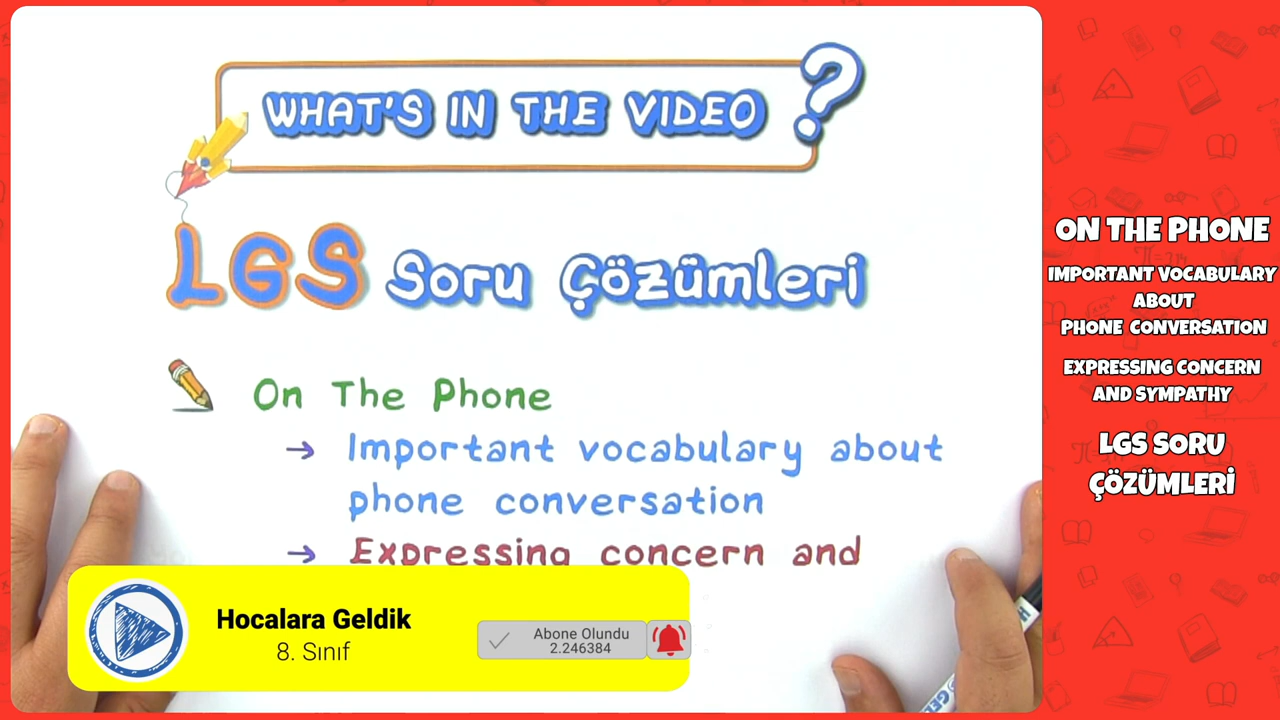 WHAT'S IN THE VIDEO ?
LGS Soru Çözümleri
On The Phone
→ Important vocabulary about
phone conversation
→ Expressing concern and
Hocalara Geldik
8. Sınıf
Abone Olundu
2.246384
ON THE PHONE
IMPORTANT VOCABULARY
ABOUT
PHONE CONVERSATION
EXPRESSING CONCERN
AND SYMPATHY
LGS SORU
ÇÖZÜMLERİ